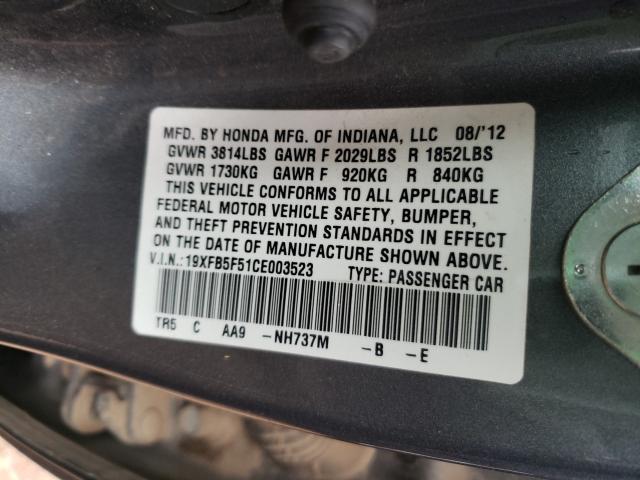 MFD. BY HONDA MFG. OF INDIANA, LLC 08/'12
GVWR 3814LBS GAWR F 2029LBS R 1852LBS
GVWR 1730KG GAWR F 920KG R 840KG
THIS VEHICLE CONFORMS TO ALL APPLICABLE
FEDERAL MOTOR VEHICLE SAFETY, BUMPER,
AND THEFT PREVENTION STANDARDS IN EFFECT
ON THE DATE OF MANUFACTURE SHOWN ABOVE.
V.I.N.:19XFB5F51CE003523 TYPE: PASSENGER CAR
TR5 C AA9 -NH737M -B -E